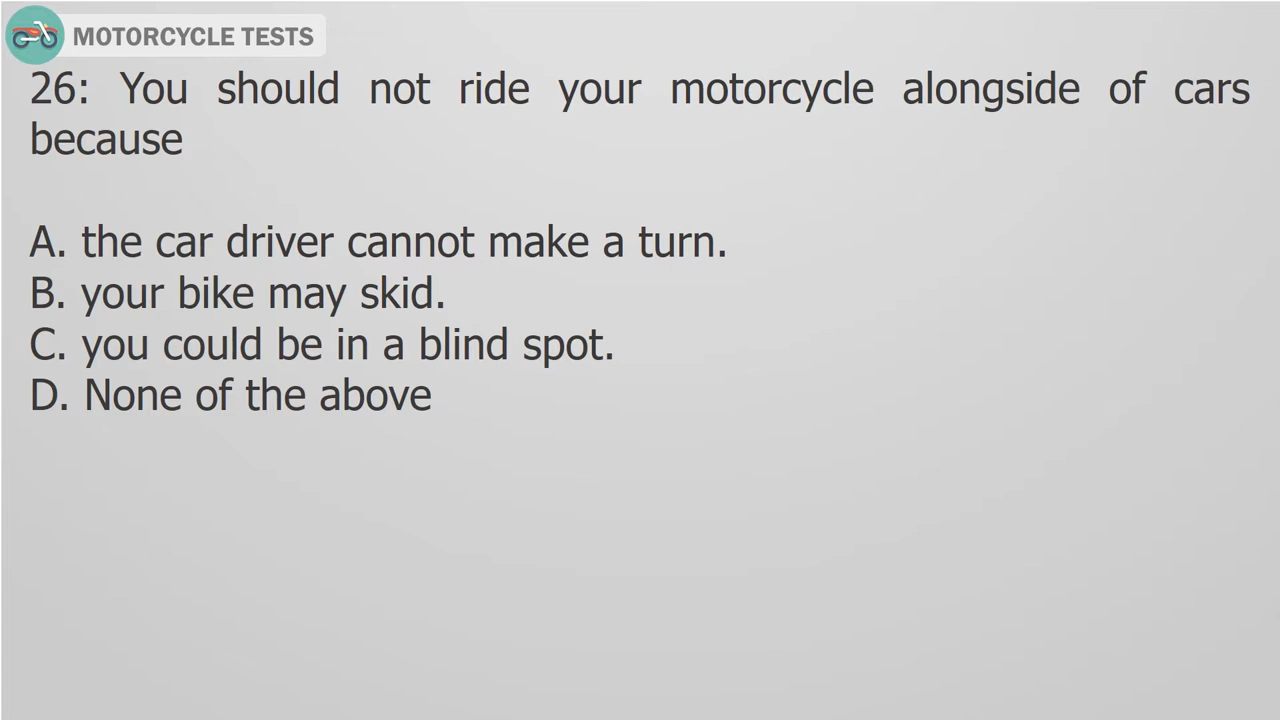 MOTORCYCLE TESTS
26: You should not ride your motorcycle alongside of cars
because
A. the car driver cannot make a turn.
B. your bike may skid.
C. you could be in a blind spot.
D. None of the above